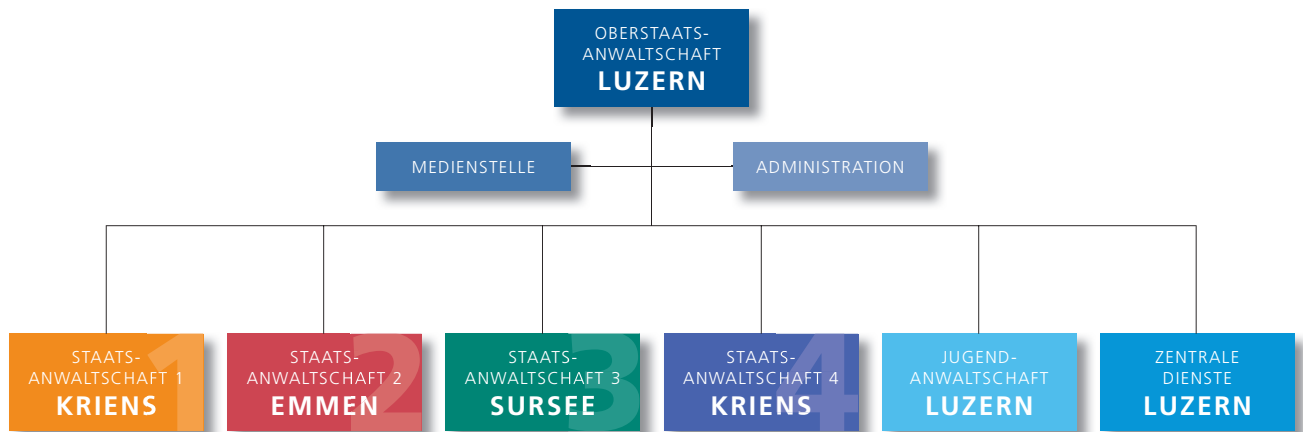 OBERSTAATS-
ANWALTSCHAFT
LUZERN
MEDIENSTELLE
ADMINISTRATION
1
STAATS-
ANWALTSCHAFT 1
KRIENS
2
STAATS-
ANWALTSCHAFT 2
EMMEN
3
STAATS-
ANWALTSCHAFT 3
SURSEE
4
STAATS-
ANWALTSCHAFT 4
KRIENS
JUGEND-
ANWALTSCHAFT
LUZERN
ZENTRALE
DIENSTE
LUZERN